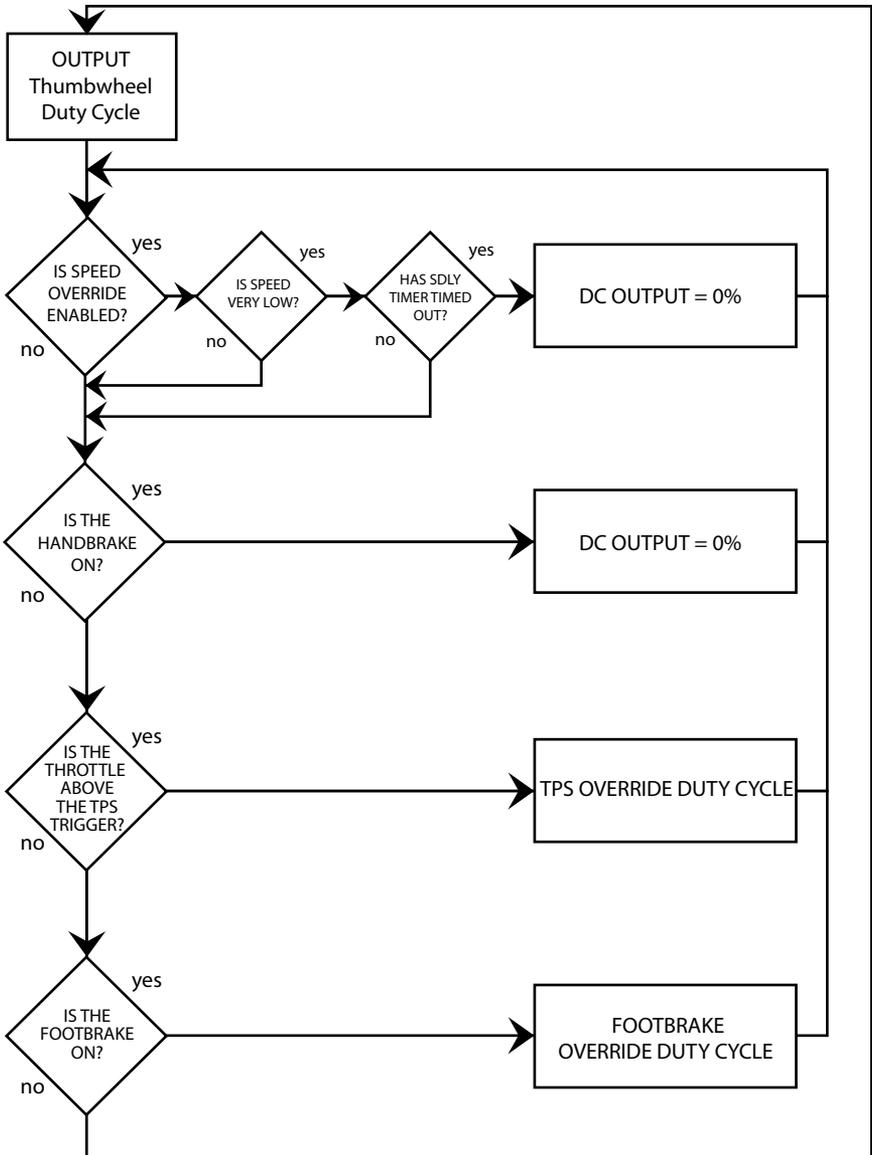 OUTPUT
Thumbwheel
Duty Cycle
yes
IS SPEED
OVERRIDE
ENABLED?
no
yes
IS SPEED
VERY LOW?
no
yes
HAS SDLY
TIMER TIMED
OUT?
no
DC OUTPUT = 0%
yes
IS THE
HANDBRAKE
ON?
no
DC OUTPUT = 0%
yes
IS THE
THROTTLE
ABOVE
THE TPS
TRIGGER?
no
TPS OVERRIDE DUTY CYCLE
yes
IS THE
FOOTBRAKE
ON?
no
FOOTBRAKE
OVERRIDE DUTY CYCLE